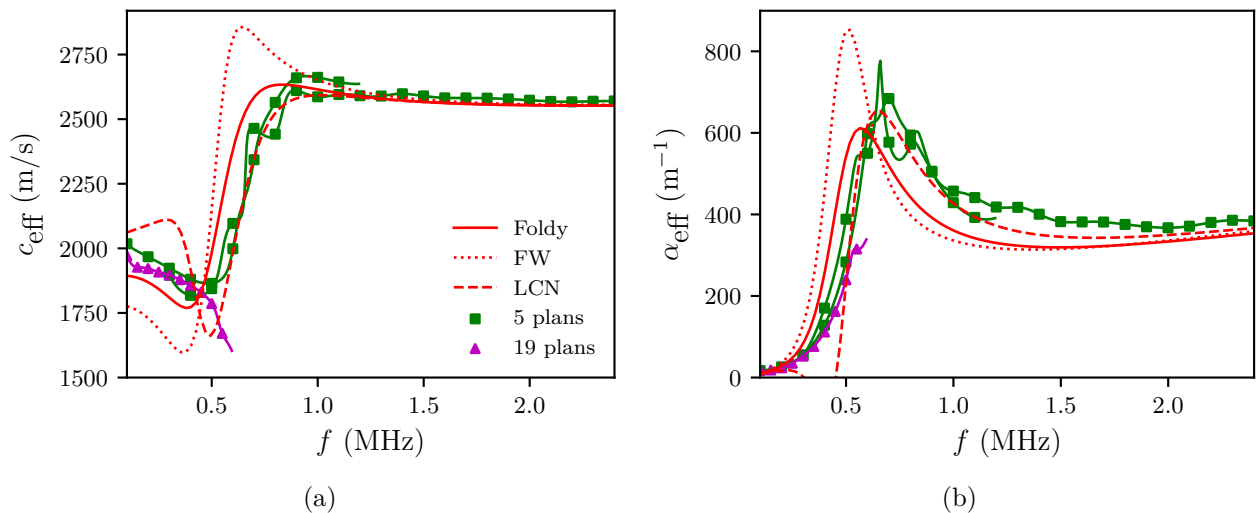 2750
2500
2250
2000
1750
1500
0.5
1.0
1.5
2.0
c_eff (m/s)
f (MHz)
Foldy
FW
LCN
5 plans
19 plans
(a)
800
600
400
200
0
0.5
1.0
1.5
2.0
α_eff (m⁻¹)
f (MHz)
(b)